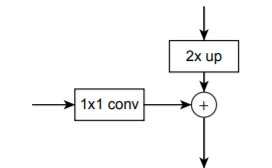 2x up
1x1 conv
+